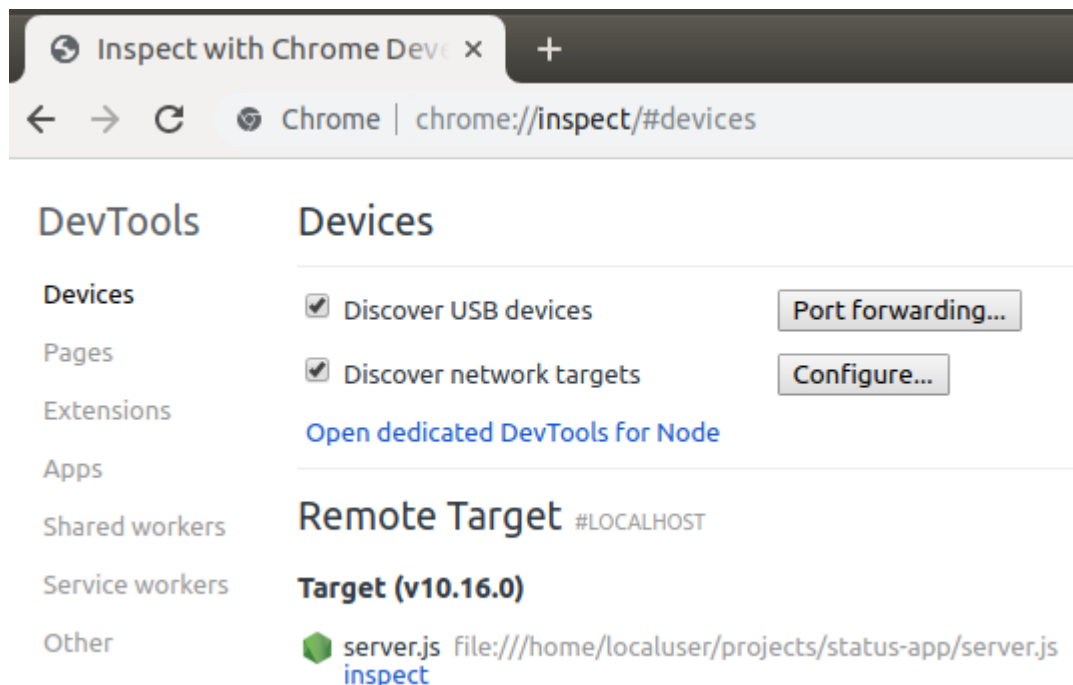 Inspect with Chrome Deve × +
Chrome | chrome://inspect/#devices
DevTools
Devices
Pages
Extensions
Apps
Shared workers
Service workers
Other
Devices
Discover USB devices Port forwarding...
Discover network targets Configure...
Open dedicated DevTools for Node
Remote Target #LOCALHOST
Target (v10.16.0)
server.js file:///home/localuser/projects/status-app/server.js
inspect